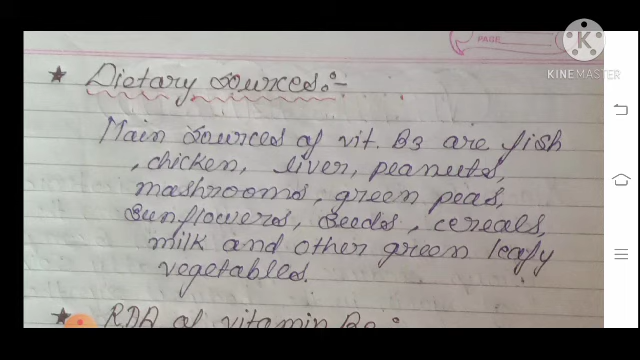 PAGE
KINEMASTER
★ Dietary Sources:-
Main Sources of vit. B3 are fish
, chicken, liver, peanuts,
mashrooms, green peas,
Sunflowers, Seeds, cereals,
milk and other green leafy
vegetables.
★ RDA of vitamin B3: